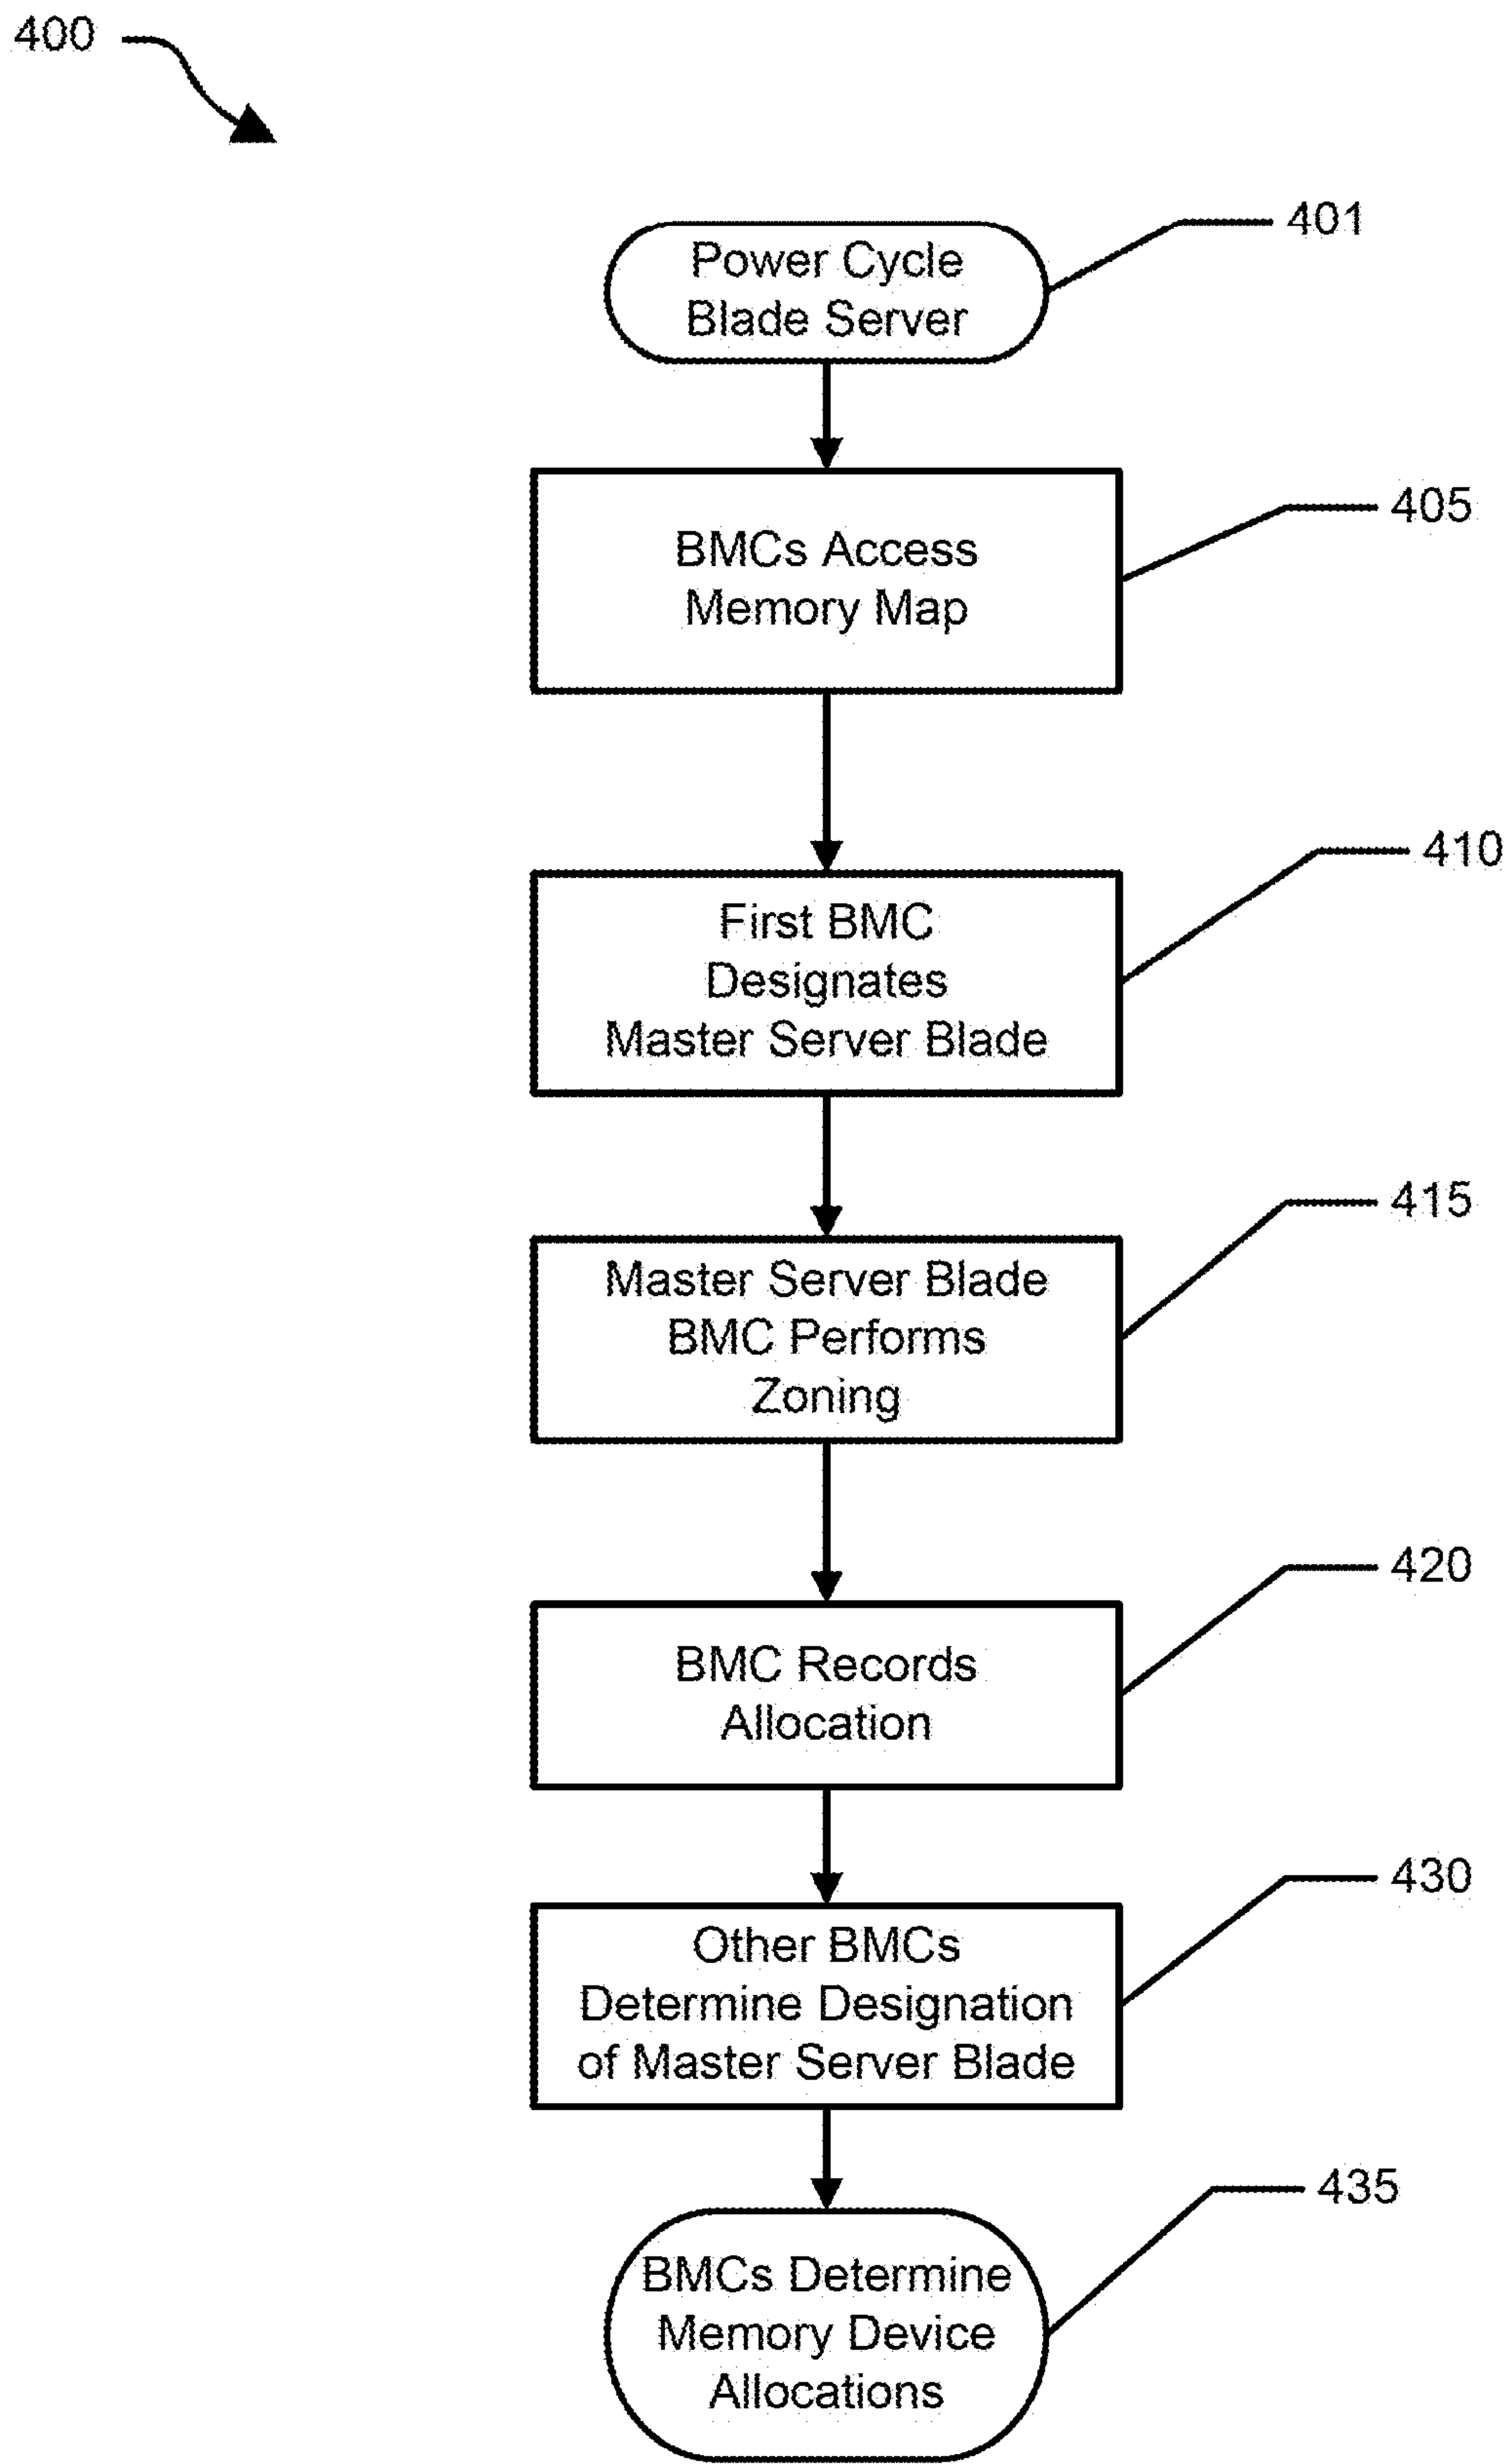 400
401
Power Cycle
Blade Server
405
BMCs Access
Memory Map
410
First BMC
Designates
Master Server Blade
415
Master Server Blade
BMC Performs
Zoning
420
BMC Records
Allocation
430
Other BMCs
Determine Designation
of Master Server Blade
435
BMCs Determine
Memory Device
Allocations